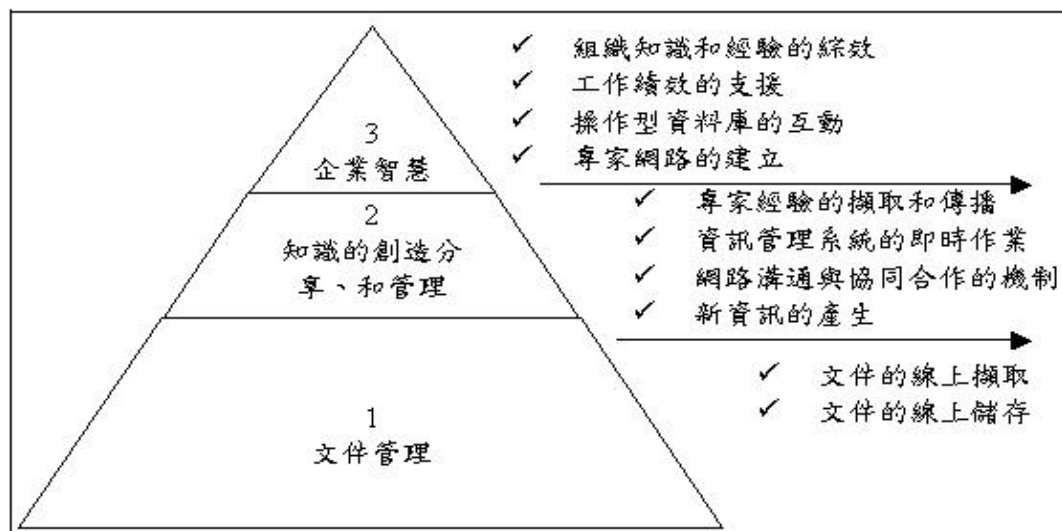 ✓ 組織知識和經驗的綜效
✓ 工作績效的支援
✓ 操作型資料庫的互動
✓ 專家網路的建立
3
企業智慧
✓ 專家經驗的擷取和傳播
✓ 資訊管理系統的即時作業
✓ 網路溝通與協同合作的機制
✓ 新資訊的產生
2
知識的創造分
享、和管理
✓ 文件的線上擷取
✓ 文件的線上儲存
1
文件管理